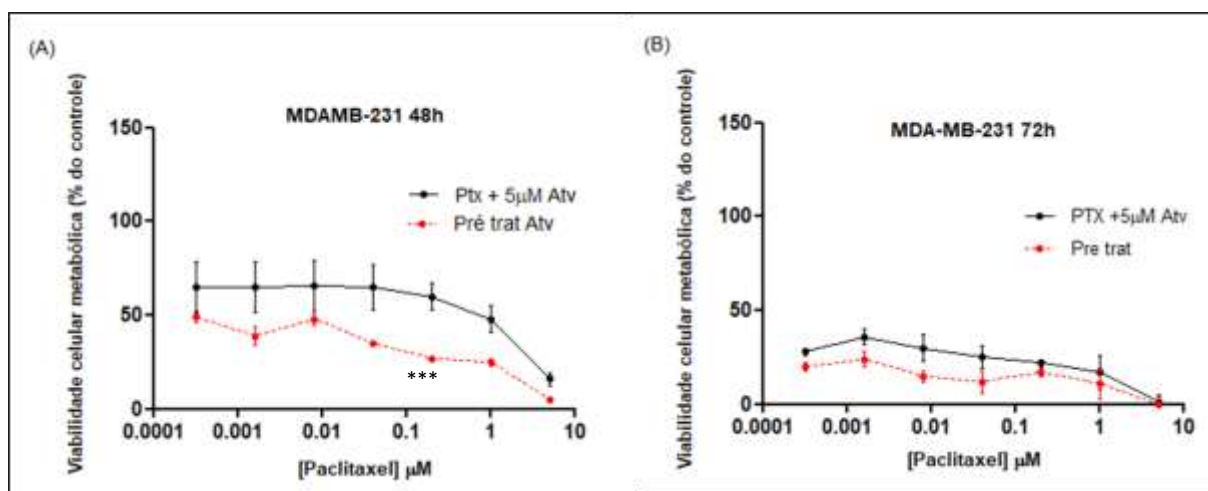 (A)
Viabilidade celular metabólica (% do controle)
MDAMB-231 48h
150
100
50
0
Ptx + 5µM Atv
Pré trat Atv
***
0.0001 0.001 0.01 0.1 1 10
[Paclitaxel] µM
(B)
Viabilidade celular metabólica (% do controle)
MDA-MB-231 72h
150
100
50
0
PTX +5µM Atv
Pre trat
0.0001 0.001 0.01 0.1 1 10
[Paclitaxel] µM